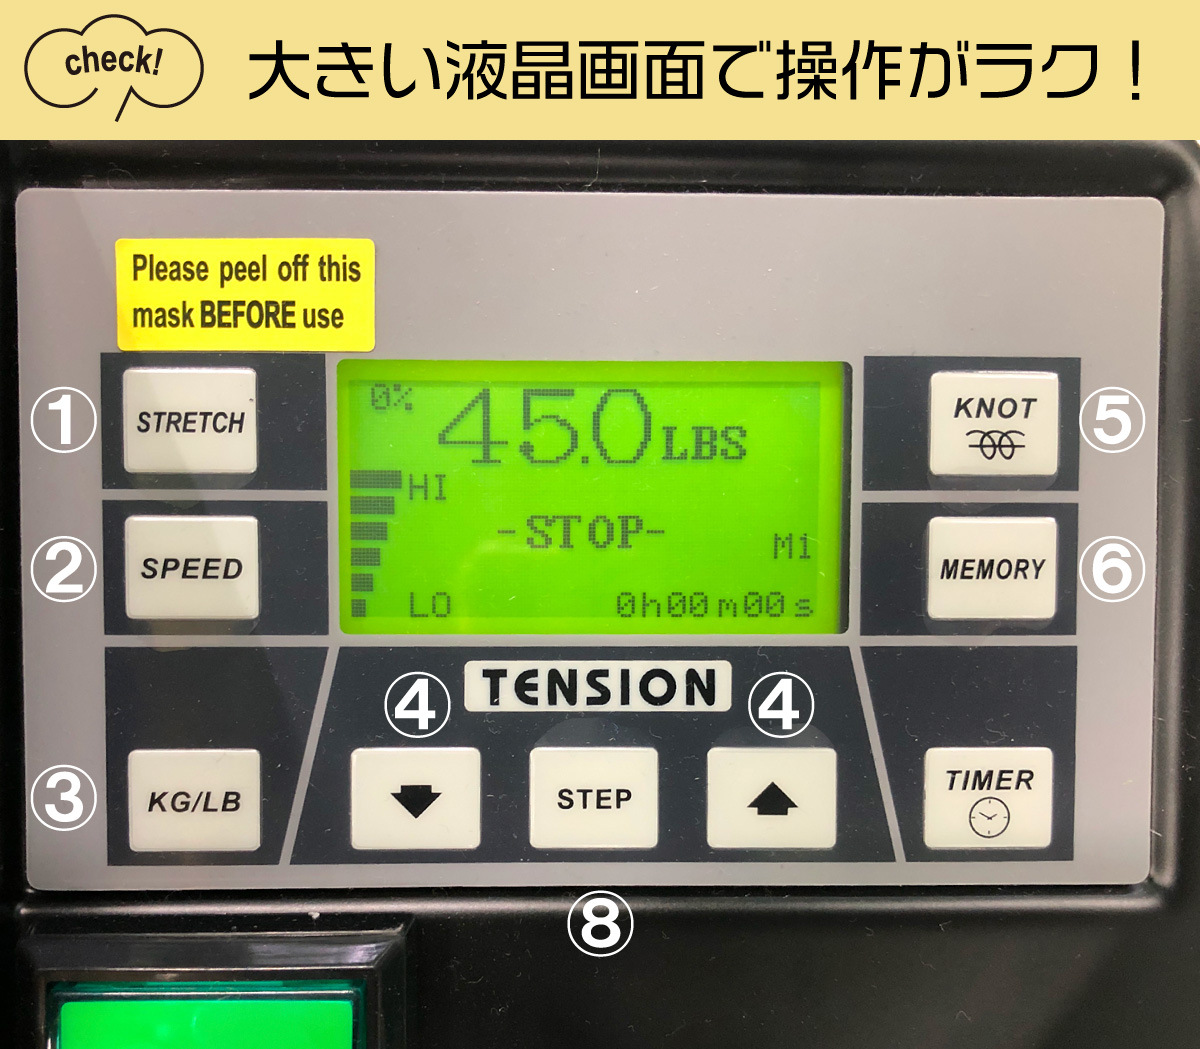 check!
大きい液晶画面で操作がラク！
Please peel off this
mask BEFORE use
① STRETCH
0% 45.0 LBS
KNOT ⑤
HI
-STOP-
② SPEED
M1
MEMORY ⑥
LO 0h00m00s
④ TENSION ④
③ KG/LB
STEP
TIMER
⑧